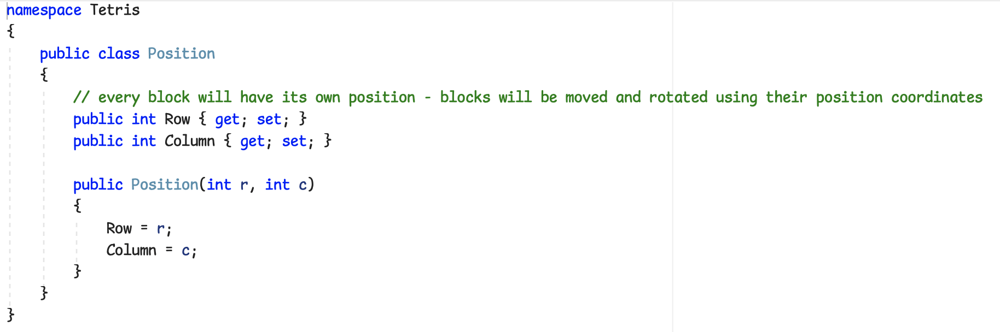 namespace Tetris
{
    public class Position
    {
        // every block will have its own position - blocks will be moved and rotated using their position coordinates
        public int Row { get; set; }
        public int Column { get; set; }

        public Position(int r, int c)
        {
            Row = r;
            Column = c;
        }
    }
}